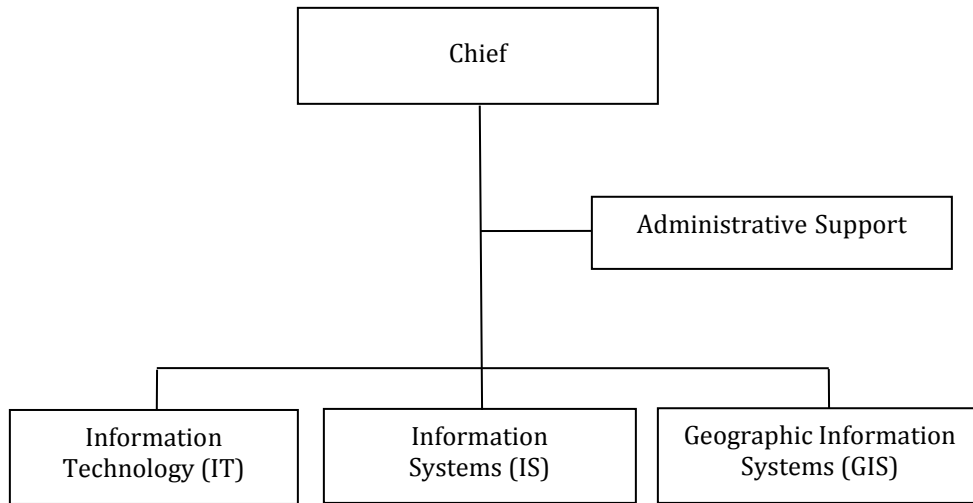 Chief
Administrative Support
Information
Technology (IT)
Information
Systems (IS)
Geographic Information
Systems (GIS)